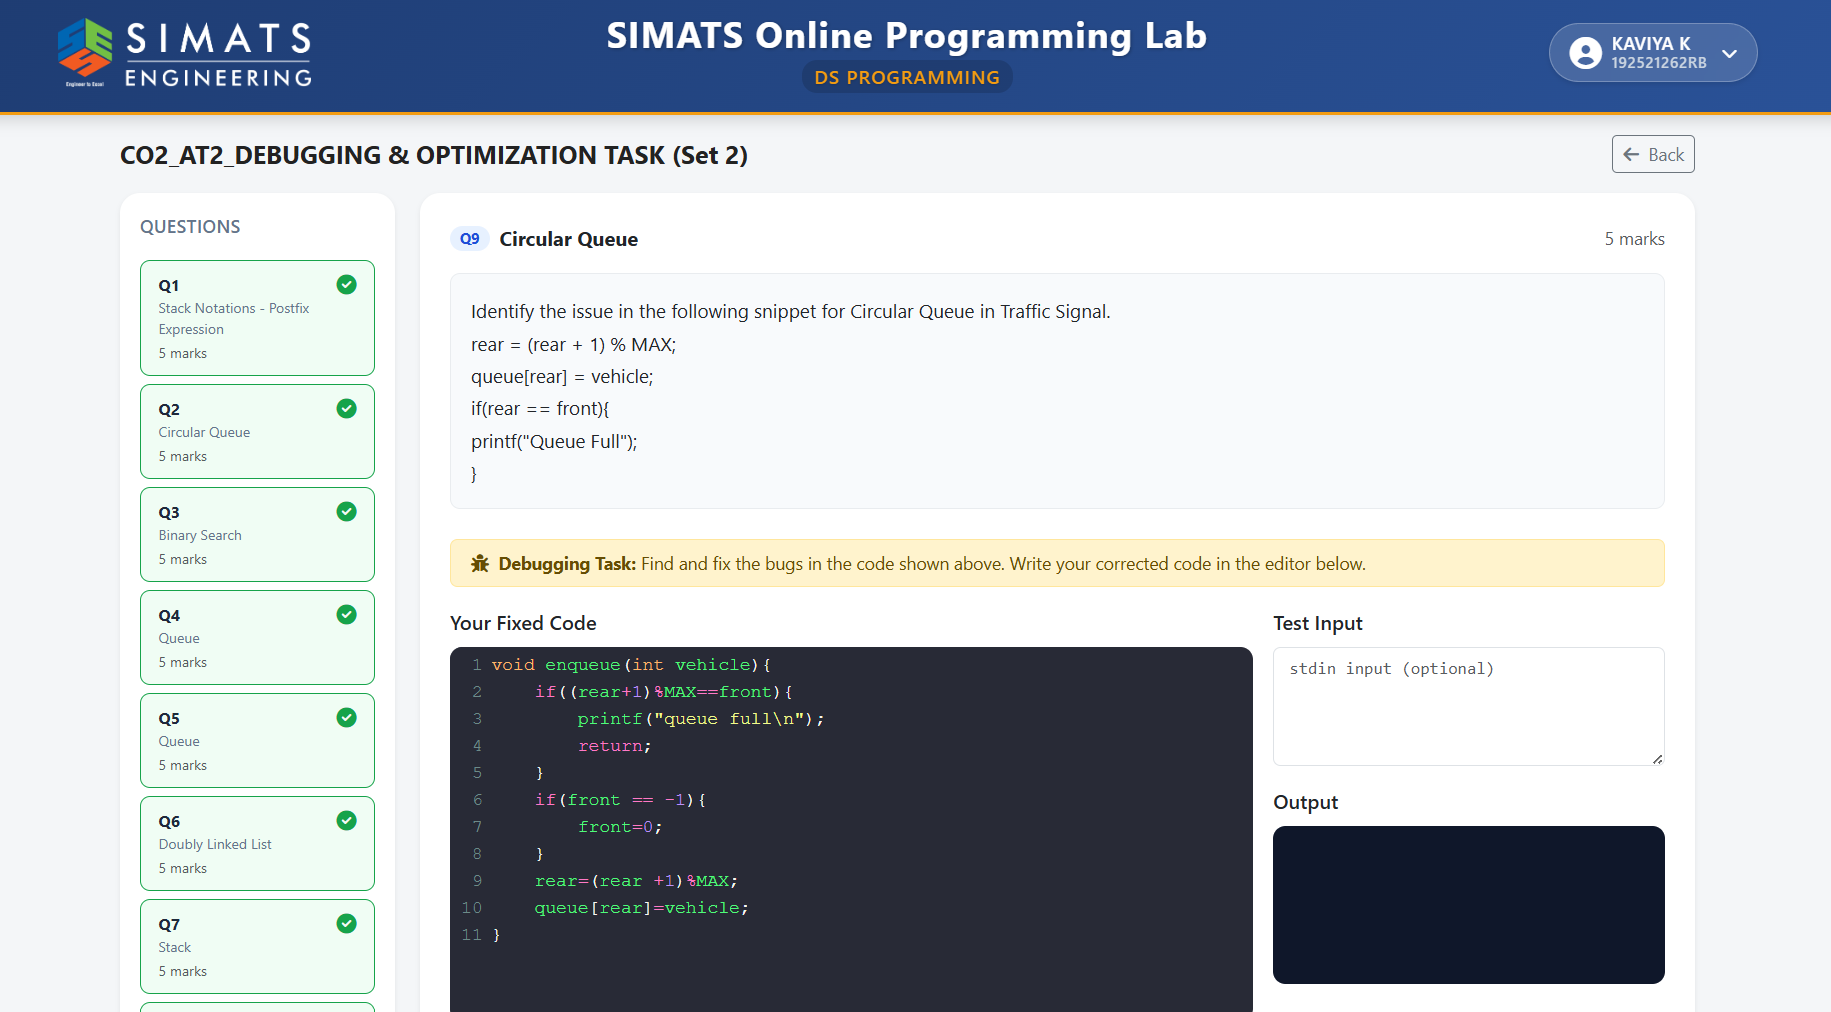 SIMATS
ENGINEERING
Engineer to Excel
SIMATS Online Programming Lab
DS PROGRAMMING
KAVIYA K
192521262RB
CO2_AT2_DEBUGGING & OPTIMIZATION TASK (Set 2)
Back
QUESTIONS
Q1
Stack Notations - Postfix
Expression
5 marks
Q2
Circular Queue
5 marks
Q3
Binary Search
5 marks
Q4
Queue
5 marks
Q5
Queue
5 marks
Q6
Doubly Linked List
5 marks
Q7
Stack
5 marks
Q9 Circular Queue
5 marks
Identify the issue in the following snippet for Circular Queue in Traffic Signal.
rear = (rear + 1) % MAX;
queue[rear] = vehicle;
if(rear == front){
printf("Queue Full");
}
Debugging Task: Find and fix the bugs in the code shown above. Write your corrected code in the editor below.
Your Fixed Code
1 void enqueue(int vehicle){
2     if((rear+1)%MAX==front){
3         printf("queue full\n");
4         return;
5     }
6     if(front == -1){
7         front=0;
8     }
9     rear=(rear +1)%MAX;
10     queue[rear]=vehicle;
11 }
Test Input
stdin input (optional)
Output